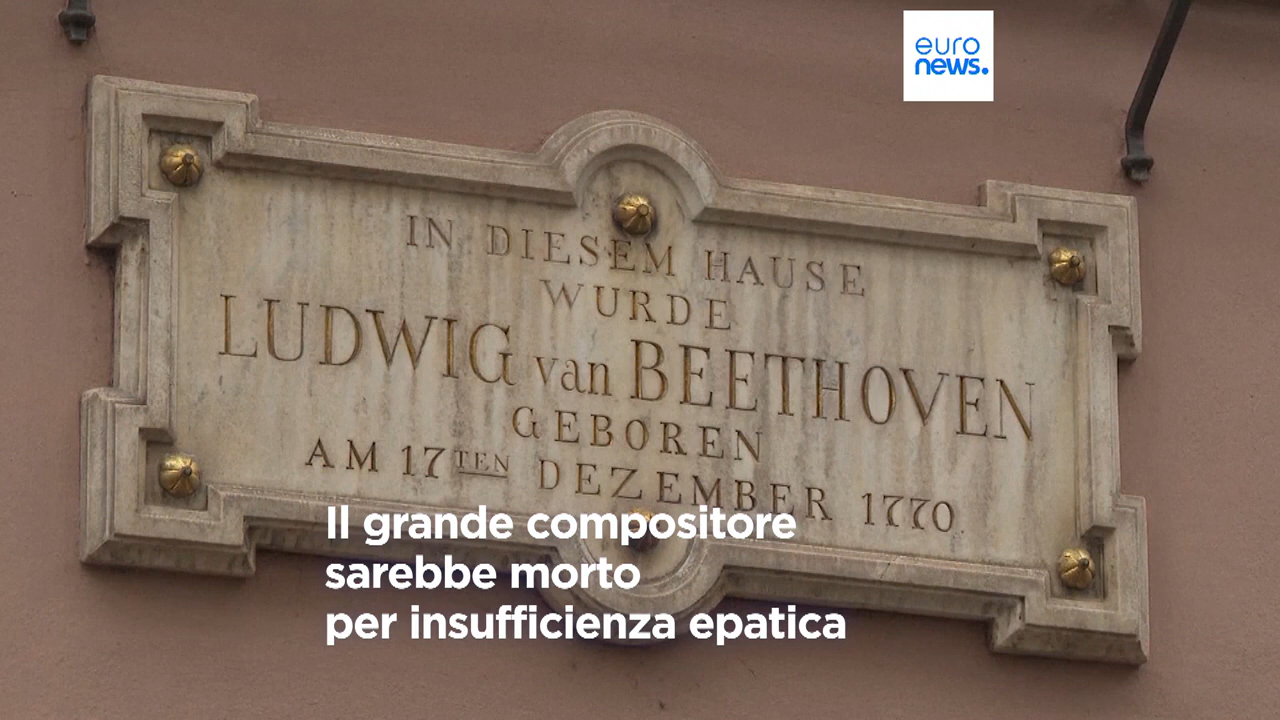 euro
news.
IN DIESEM HAUSE
WURDE
LUDWIG van BEETHOVEN
GEBOREN
AM 17TEN DEZEMBER 1770.
Il grande compositore
sarebbe morto
per insufficienza epatica